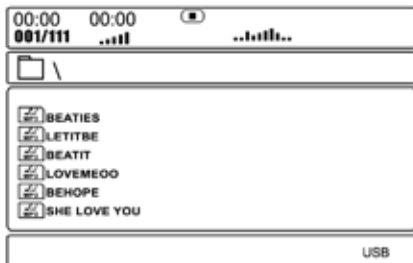 00:00 00:00
001/111
\
BEATIES
LETITBE
BEATIT
LOVEMEOO
BEHOPE
SHE LOVE YOU
USB